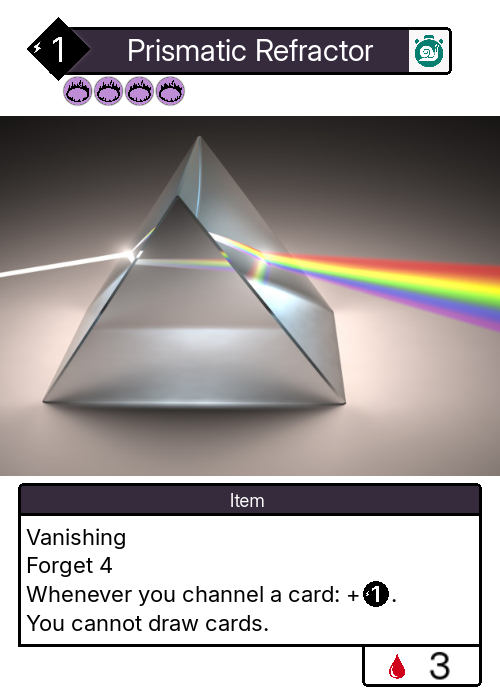 1 Prismatic Refractor
Item
Vanishing
Forget 4
Whenever you channel a card: +1.
You cannot draw cards.
3